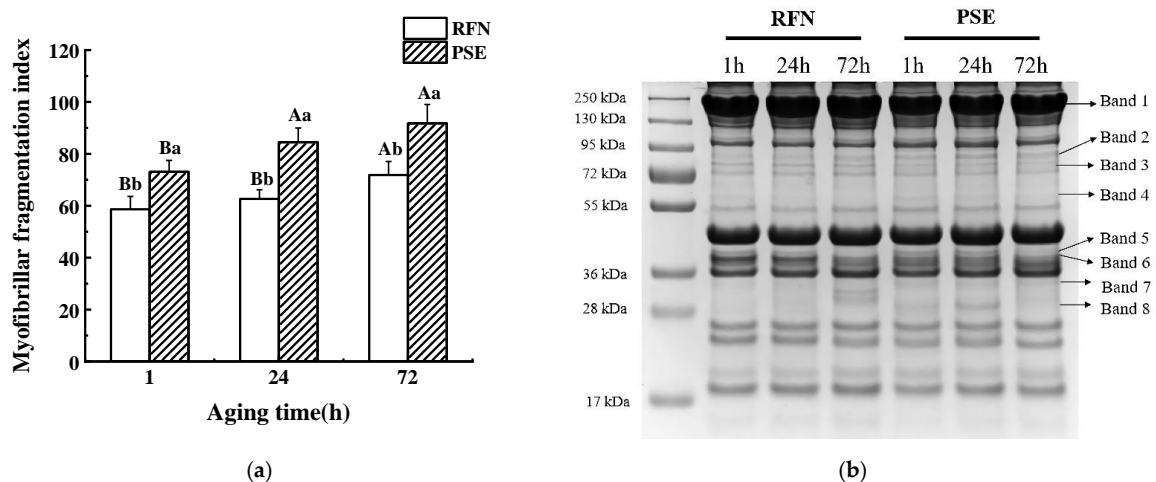 RFN
PSE
120
100
80
60
40
20
0
Myofibrillar fragmentation index
Bb
Ba
Bb
Aa
Ab
Aa
1 24 72
Aging time(h)
(a)
RFN PSE
1h 24h 72h 1h 24h 72h
250 kDa
130 kDa
95 kDa
72 kDa
55 kDa
36 kDa
28 kDa
17 kDa
Band 1
Band 2
Band 3
Band 4
Band 5
Band 6
Band 7
Band 8
(b)